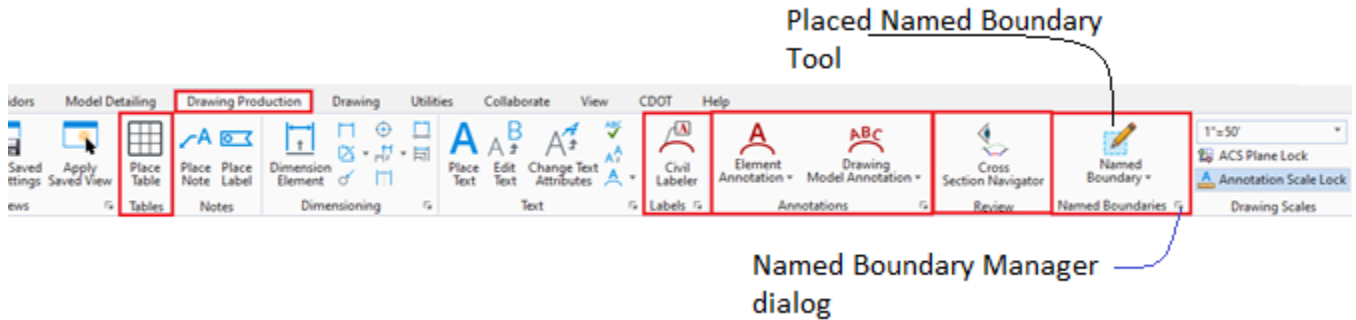 Placed Named Boundary
Tool
idors Model Detailing Drawing Production Drawing Utilities Collaborate View CDOT Help
Saved Apply Place Place Place Dimension Place Edit Change Text Civil Element Drawing Cross Named 1"=50'
ttings Saved View Table Note Label Element Text Text Attributes Labeler Annotation Model Annotation Section Navigator Boundary ACS Plane Lock
Annotation Scale Lock
ews Tables Notes Dimensioning Text Labels Annotations Review Named Boundaries Drawing Scales
Named Boundary Manager
dialog